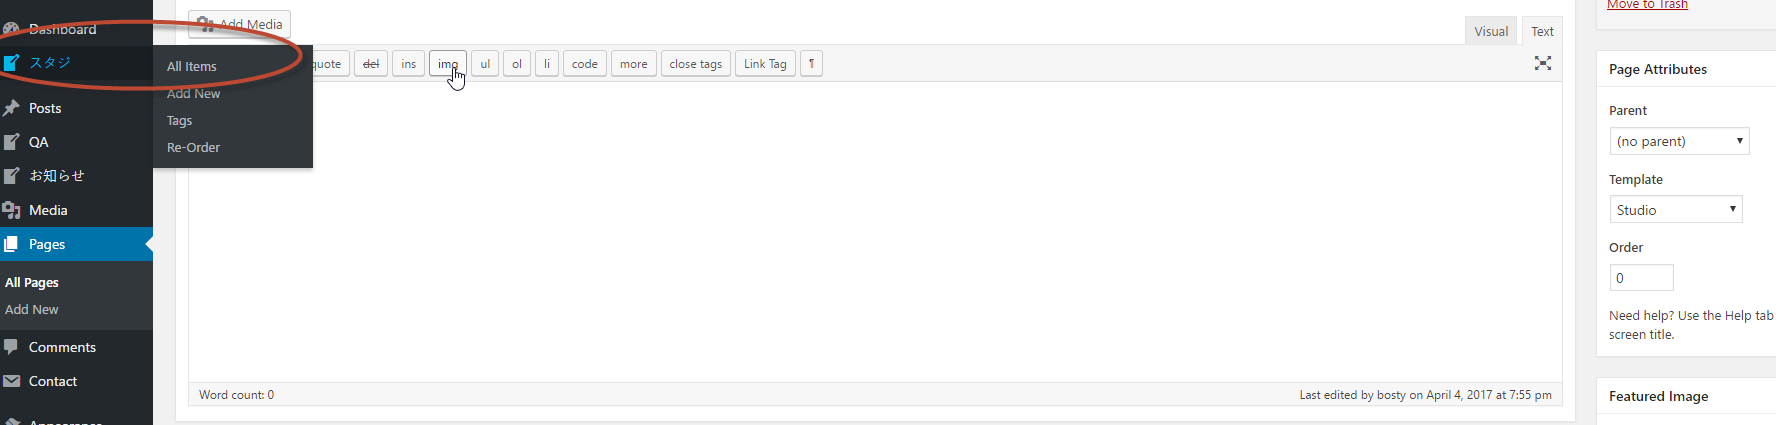 Dashboard
スタジ
Posts
QA
お知らせ
Media
Pages
All Pages
Add New
Comments
Contact
Appearance
All Items
Add New
Tags
Re-Order
Add Media
Visual
Text
quote
del
ins
img
ul
ol
li
code
more
close tags
Link Tag
¶
Word count: 0
Last edited by bosty on April 4, 2017 at 7:55 pm
Move to Trash
Page Attributes
Parent
(no parent)
Template
Studio
Order
0
Need help? Use the Help tab
screen title.
Featured Image